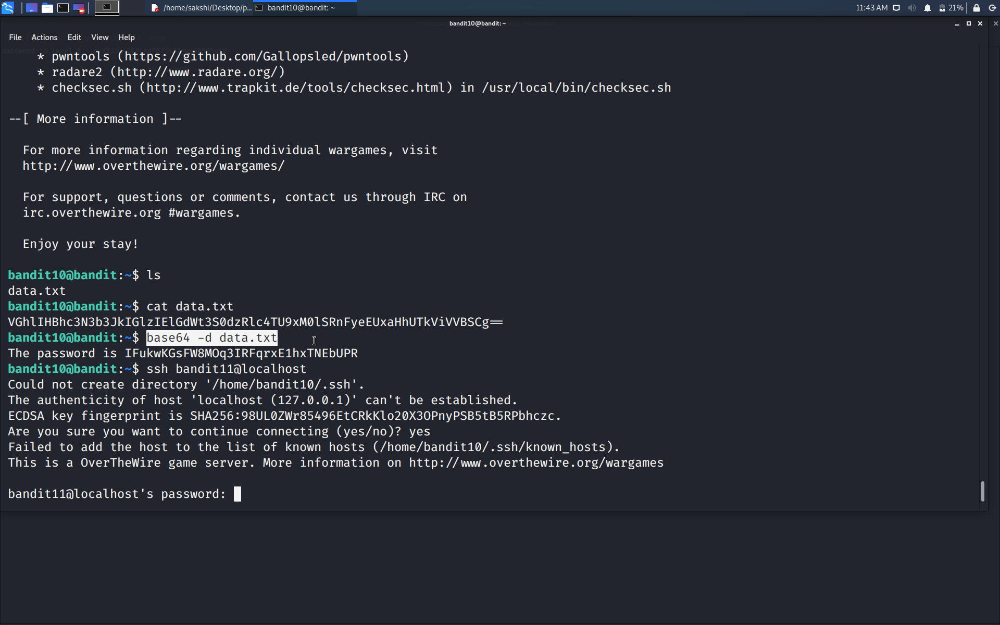 /home/sakshi/Desktop/p...
bandit10@bandit: ~
11:43 AM
21%
bandit10@bandit: ~
File Actions Edit View Help
* pwntools (https://github.com/Gallopsled/pwntools)
* radare2 (http://www.radare.org/)
* checksec.sh (http://www.trapkit.de/tools/checksec.html) in /usr/local/bin/checksec.sh
--[ More information ]--
For more information regarding individual wargames, visit
http://www.overthewire.org/wargames/
For support, questions or comments, contact us through IRC on
irc.overthewire.org #wargames.
Enjoy your stay!
bandit10@bandit:~$ ls
data.txt
bandit10@bandit:~$ cat data.txt
VGhlIHBhc3N3b3JkIGlzIElGdWt3S0dzRlc4TU9xM0lSRnFyeEUxaHhUTkViVVBSCg==
bandit10@bandit:~$ base64 -d data.txt
The password is IFukwKGsFW8MOq3IRFqrxE1hxTNEbUPR
bandit10@bandit:~$ ssh bandit11@localhost
Could not create directory '/home/bandit10/.ssh'.
The authenticity of host 'localhost (127.0.0.1)' can't be established.
ECDSA key fingerprint is SHA256:98UL0ZWr85496EtCRkKlo20X3OPnyPSB5tB5RPbhczc.
Are you sure you want to continue connecting (yes/no)? yes
Failed to add the host to the list of known hosts (/home/bandit10/.ssh/known_hosts).
This is a OverTheWire game server. More information on http://www.overthewire.org/wargames
bandit11@localhost's password: